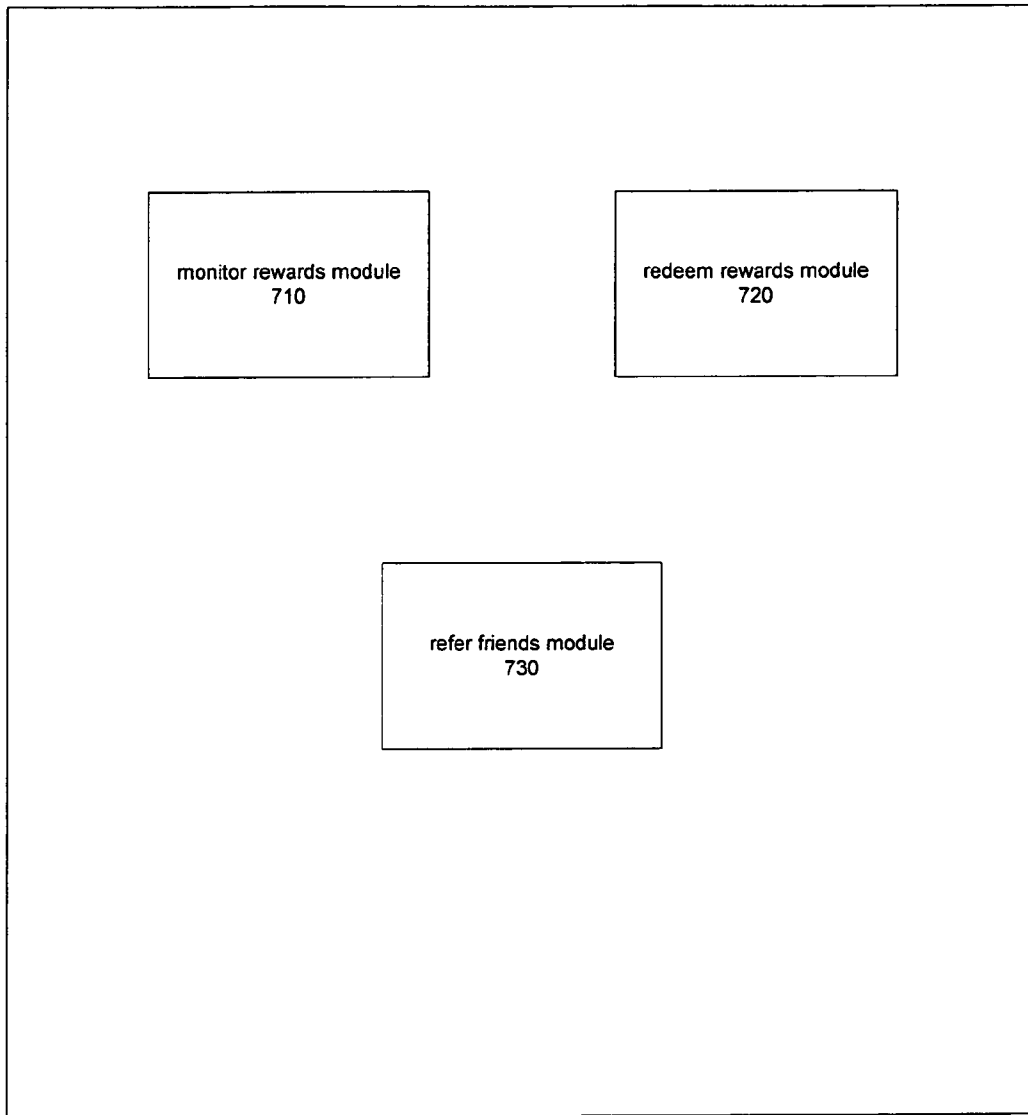 monitor rewards module
710
redeem rewards module
720
refer friends module
730